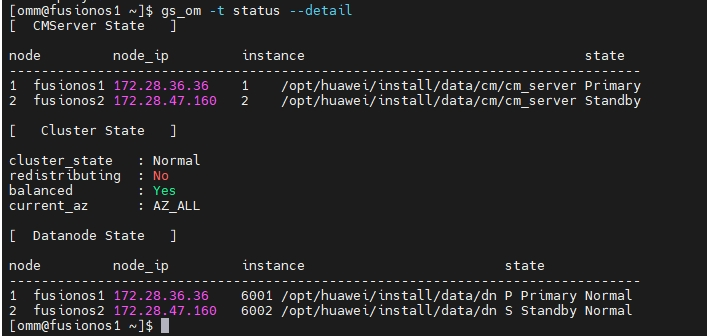 [omm@fusionos1 ~]$ gs_om -t status --detail
[  CMServer State   ]

node        node_ip         instance                                     state
-----------------------------------------------------------------------------
1  fusionos1 172.28.36.36    1    /opt/huawei/install/data/cm/cm_server Primary
2  fusionos2 172.28.47.160   2    /opt/huawei/install/data/cm/cm_server Standby

[   Cluster State   ]

cluster_state   : Normal
redistributing  : No
balanced        : Yes
current_az      : AZ_ALL

[  Datanode State   ]

node        node_ip         instance                        state
-----------------------------------------------------------------------------
1  fusionos1 172.28.36.36    6001 /opt/huawei/install/data/dn P Primary Normal
2  fusionos2 172.28.47.160   6002 /opt/huawei/install/data/dn S Standby Normal
[omm@fusionos1 ~]$